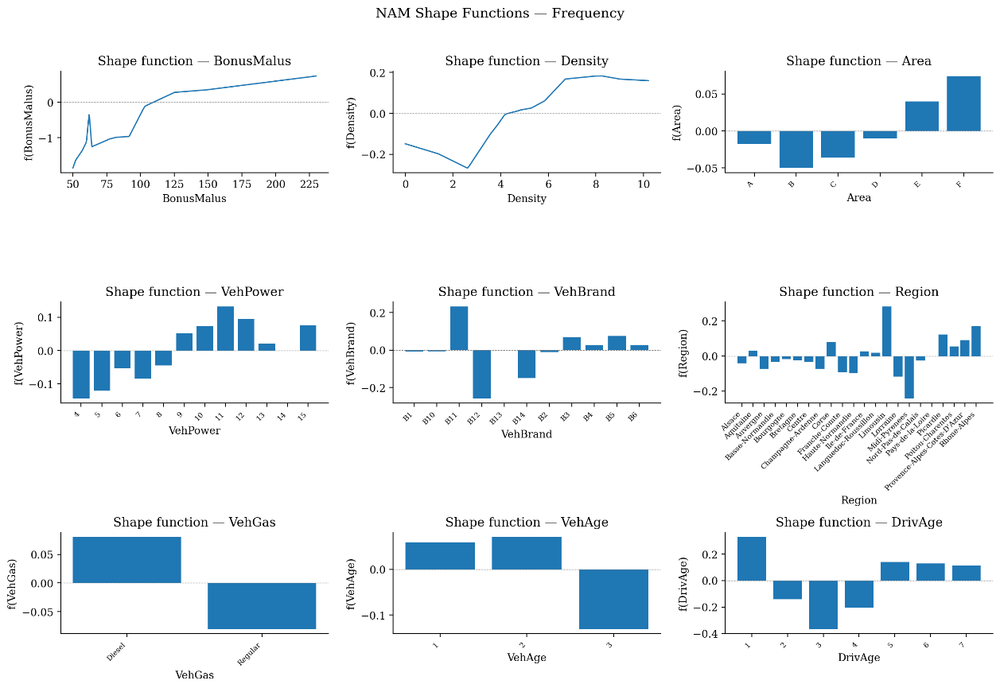 NAM Shape Functions — Frequency
Shape function — BonusMalus
f(BonusMalus)
0
−1
50 75 100 125 150 175 200 225
BonusMalus
Shape function — Density
f(Density)
0.2
0.0
−0.2
0 2 4 6 8 10
Density
Shape function — Area
f(Area)
0.05
0.00
−0.05
A B C D E F
Area
Shape function — VehPower
f(VehPower)
0.1
0.0
−0.1
4 5 6 7 8 9 10 11 12 13 14 15
VehPower
Shape function — VehBrand
f(VehBrand)
0.2
0.0
−0.2
B1 B10 B11 B12 B13 B14 B2 B3 B4 B5 B6
VehBrand
Shape function — Region
f(Region)
0.2
0.0
−0.2
Alsace
Aquitaine
Auvergne
Basse-Normandie
Bourgogne
Bretagne
Centre
Champagne-Ardenne
Corse
Franche-Comte
Haute-Normandie
Ile-de-France
Languedoc-Roussillon
Limousin
Lorraine
Midi-Pyrenees
Nord-Pas-de-Calais
Pays-de-la-Loire
Picardie
Poitou-Charentes
Provence-Alpes-Cotes-D'Azur
Rhone-Alpes
Region
Shape function — VehGas
f(VehGas)
0.05
0.00
−0.05
Diesel Regular
VehGas
Shape function — VehAge
f(VehAge)
0.0
−0.1
1 2 3
VehAge
Shape function — DrivAge
f(DrivAge)
0.2
0.0
−0.2
−0.4
1 2 3 4 5 6 7
DrivAge